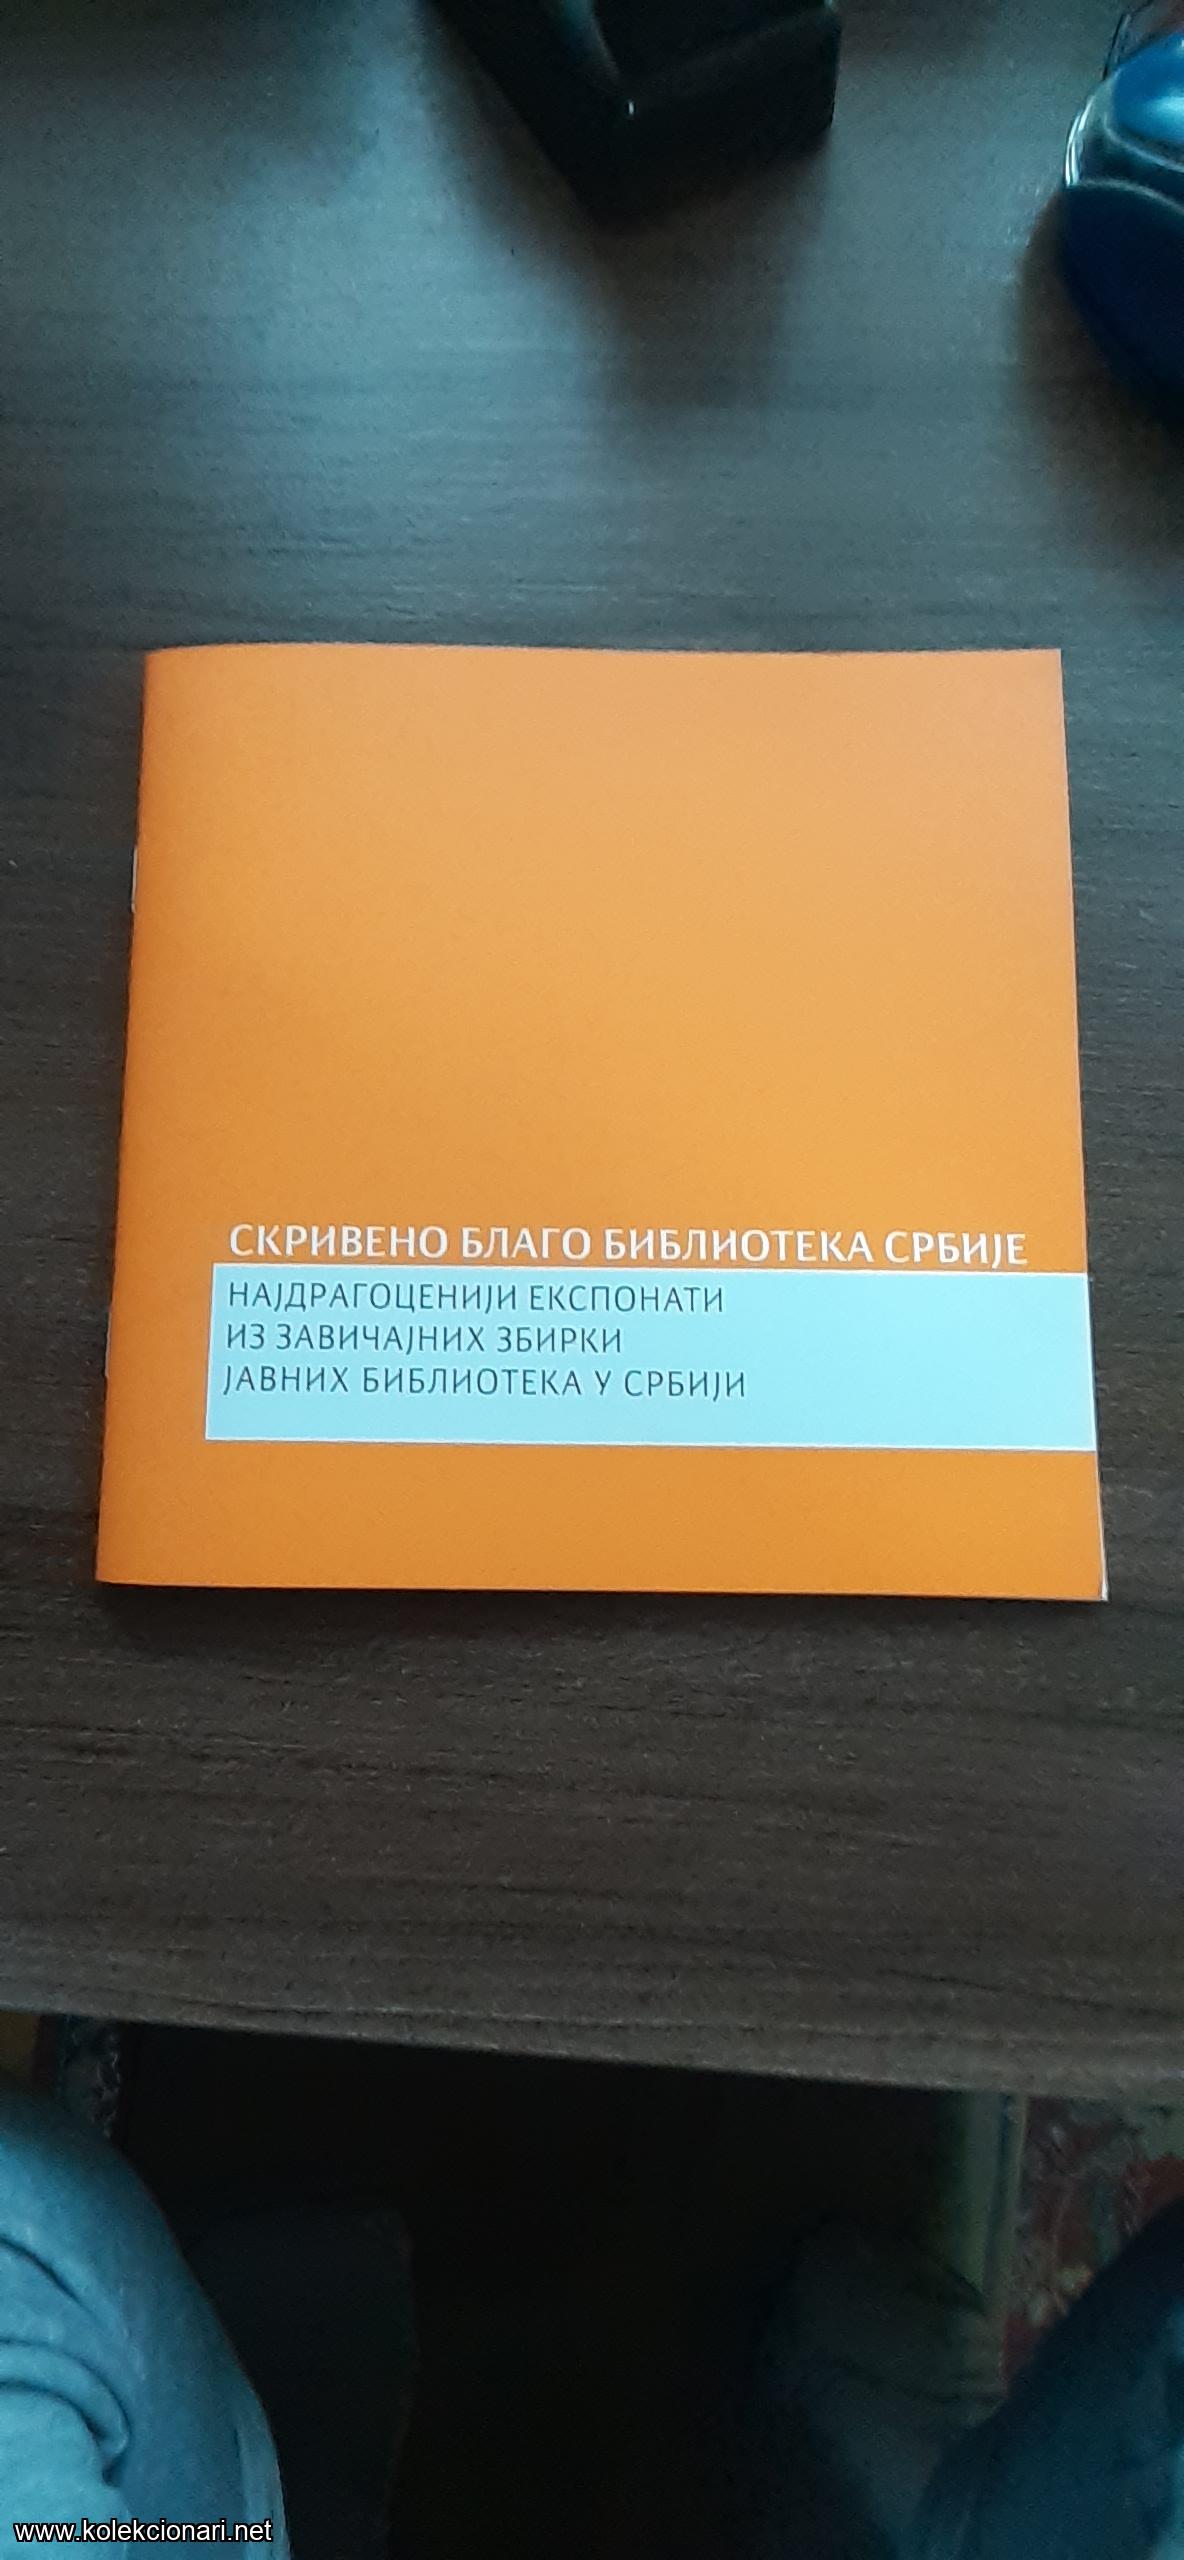 СКРИВЕНО БЛАГО БИБЛИОТЕКА СРБИЈЕ
НАЈДРАГОЦЕНИЈИ ЕКСПОНАТИ
ИЗ ЗАВИЧАЈНИХ ЗБИРКИ
ЈАВНИХ БИБЛИОТЕКА У СРБИЈИ
www.kolekcionari.net